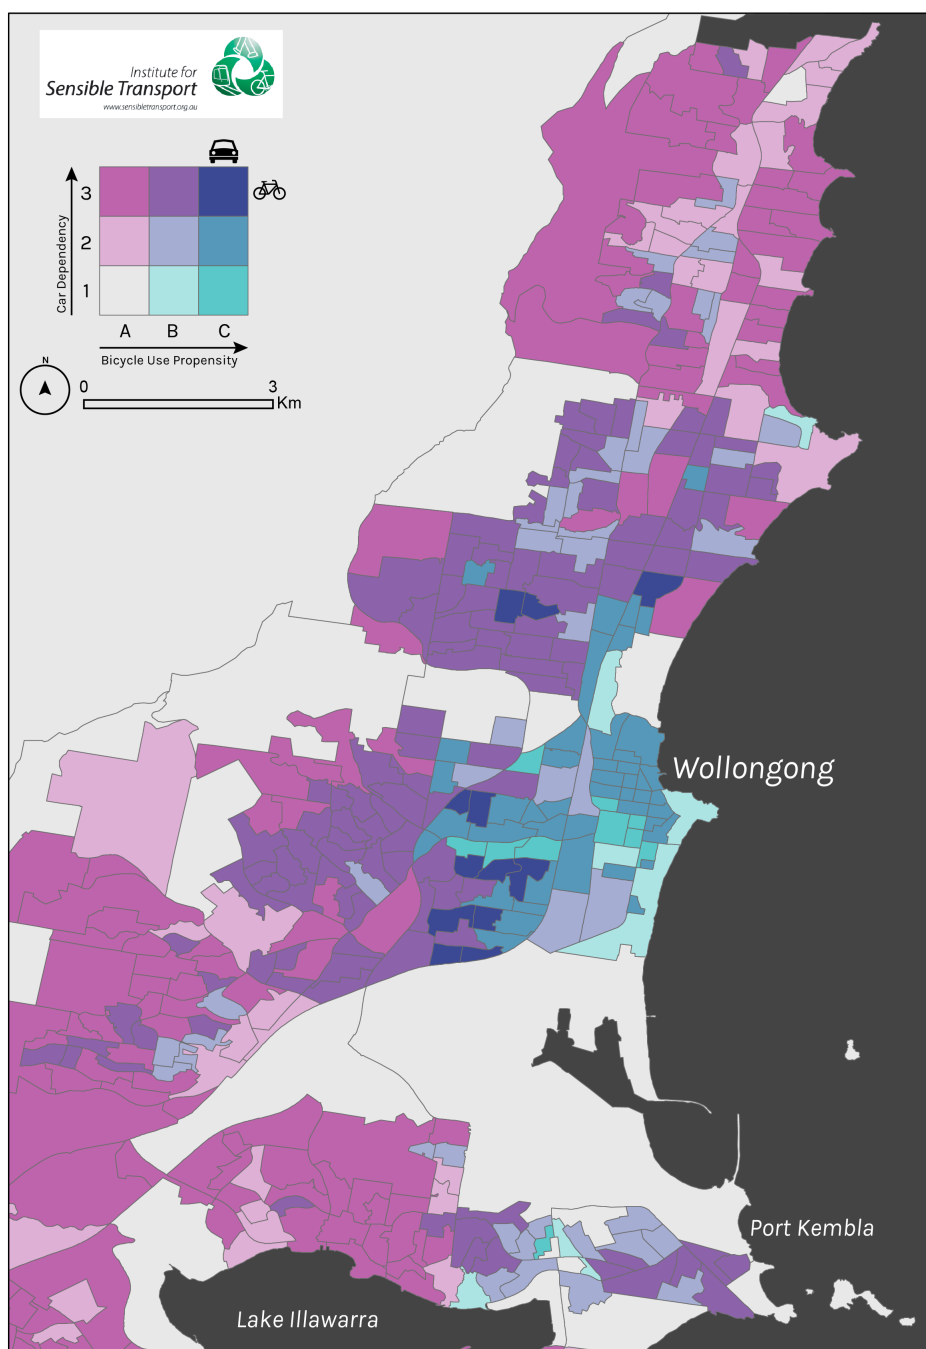 Institute for
Sensible Transport
www.sensibletransport.org.au
Car Dependency
3
2
1
A B C
Bicycle Use Propensity
N
0 3
Km
Wollongong
Port Kembla
Lake Illawarra